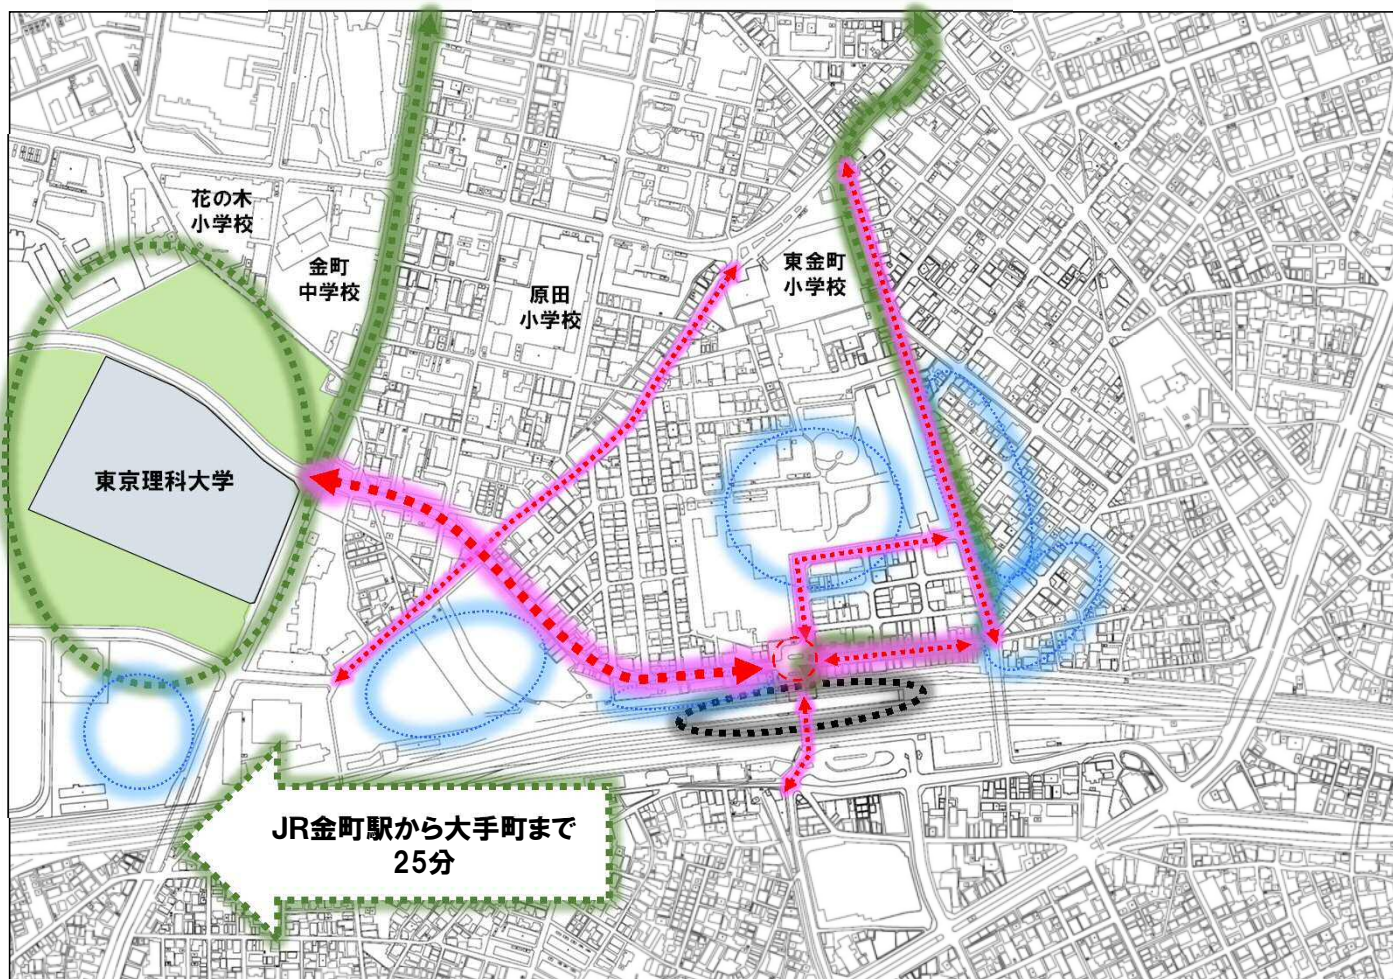 花の木
小学校
金町
中学校
原田
小学校
東金町
小学校
東京理科大学
JR金町駅から大手町まで
25分